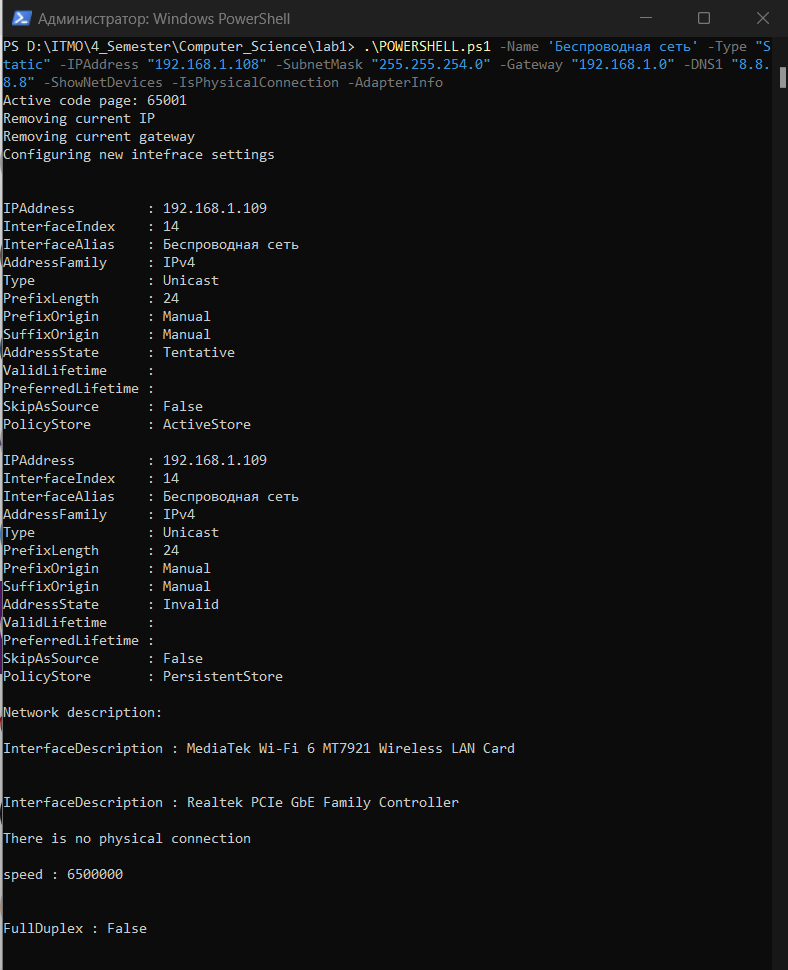 Администратор: Windows PowerShell
PS D:\ITMO\4_Semester\Computer_Science\lab1> .\POWERSHELL.ps1 -Name 'Беспроводная сеть' -Type "S
tatic" -IPAddress "192.168.1.108" -SubnetMask "255.255.254.0" -Gateway "192.168.1.0" -DNS1 "8.8.
8.8" -ShowNetDevices -IsPhysicalConnection -AdapterInfo
Active code page: 65001
Removing current IP
Removing current gateway
Configuring new intefrace settings
IPAddress         : 192.168.1.109
InterfaceIndex    : 14
InterfaceAlias    : Беспроводная сеть
AddressFamily     : IPv4
Type              : Unicast
PrefixLength      : 24
PrefixOrigin      : Manual
SuffixOrigin      : Manual
AddressState      : Tentative
ValidLifetime     :
PreferredLifetime :
SkipAsSource      : False
PolicyStore       : ActiveStore
IPAddress         : 192.168.1.109
InterfaceIndex    : 14
InterfaceAlias    : Беспроводная сеть
AddressFamily     : IPv4
Type              : Unicast
PrefixLength      : 24
PrefixOrigin      : Manual
SuffixOrigin      : Manual
AddressState      : Invalid
ValidLifetime     :
PreferredLifetime :
SkipAsSource      : False
PolicyStore       : PersistentStore
Network description:
InterfaceDescription : MediaTek Wi-Fi 6 MT7921 Wireless LAN Card
InterfaceDescription : Realtek PCIe GbE Family Controller
There is no physical connection
speed : 6500000
FullDuplex : False